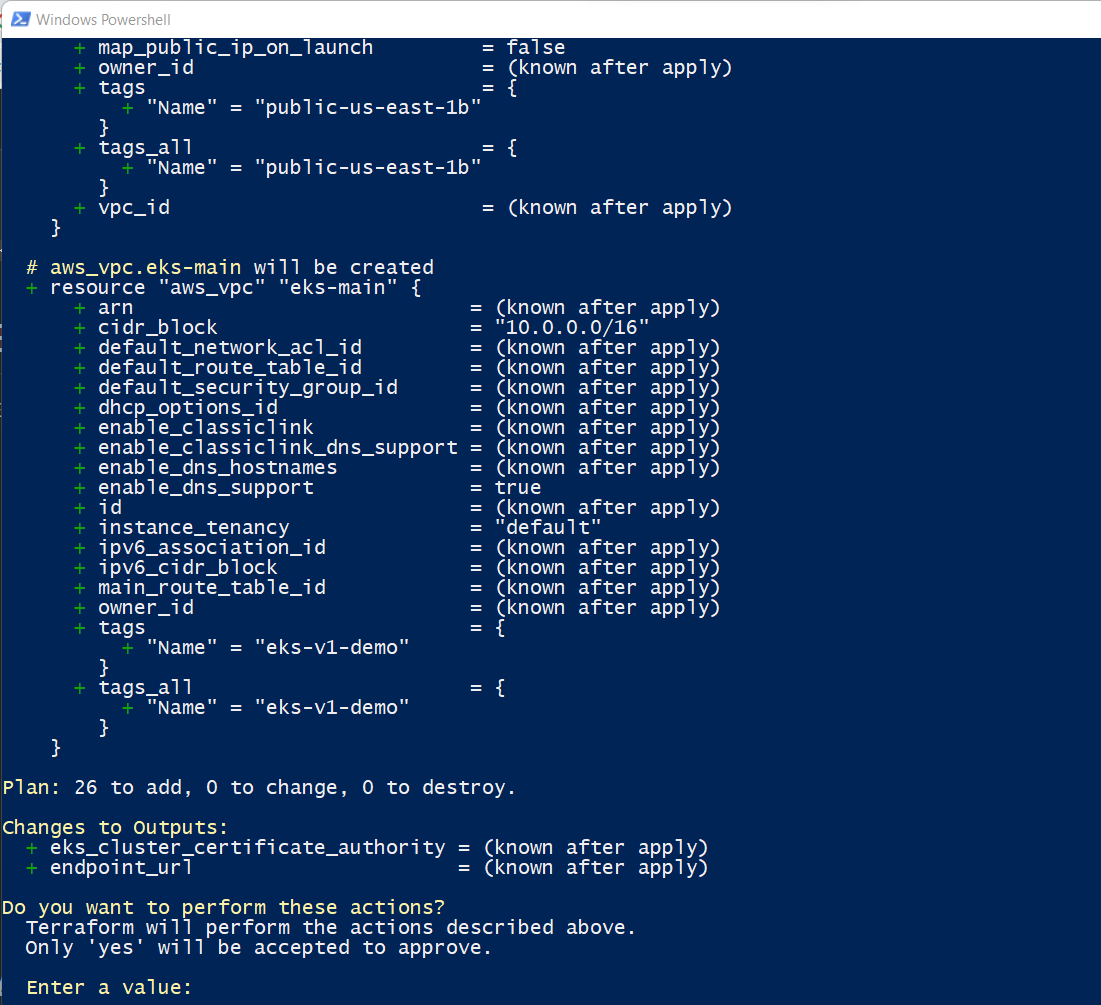 Windows Powershell
+ map_public_ip_on_launch = false
+ owner_id = (known after apply)
+ tags = {
+ "Name" = "public-us-east-1b"
}
+ tags_all = {
+ "Name" = "public-us-east-1b"
}
+ vpc_id = (known after apply)
}
# aws_vpc.eks-main will be created
+ resource "aws_vpc" "eks-main" {
+ arn = (known after apply)
+ cidr_block = "10.0.0.0/16"
+ default_network_acl_id = (known after apply)
+ default_route_table_id = (known after apply)
+ default_security_group_id = (known after apply)
+ dhcp_options_id = (known after apply)
+ enable_classiclink = (known after apply)
+ enable_classiclink_dns_support = (known after apply)
+ enable_dns_hostnames = (known after apply)
+ enable_dns_support = true
+ id = (known after apply)
+ instance_tenancy = "default"
+ ipv6_association_id = (known after apply)
+ ipv6_cidr_block = (known after apply)
+ main_route_table_id = (known after apply)
+ owner_id = (known after apply)
+ tags = {
+ "Name" = "eks-v1-demo"
}
+ tags_all = {
+ "Name" = "eks-v1-demo"
}
}
Plan: 26 to add, 0 to change, 0 to destroy.
Changes to Outputs:
+ eks_cluster_certificate_authority = (known after apply)
+ endpoint_url = (known after apply)
Do you want to perform these actions?
Terraform will perform the actions described above.
Only 'yes' will be accepted to approve.
Enter a value: